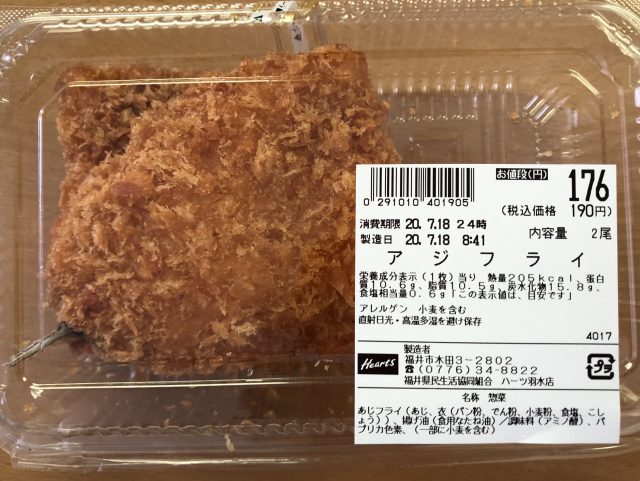 お値段(円) 176
0 291010 401905
(税込価格 190円)
消費期限 20.7.18 24時
内容量 2尾
製造日 20.7.18 8:41
アジフライ
栄養成分表示(1枚)当り、熱量205kcal、蛋白
質10.6g、脂質10.5g、炭水化物15.8g、
食塩相当量0.6g「この表示値は、目安です」
アレルゲン 小麦を含む
直射日光・高温多湿を避け保存
4017
製造者
Hearts
福井市木田3-2802
☎(0776)34-8822
福井県民生活協同組合 ハーツ羽水店
プラ
名称 惣菜
あじフライ(あじ、衣(パン粉、でん粉、小麦粉、食塩、こし
ょう))、揚げ油(食用なたね油)/調味料(アミノ酸)、パ
プリカ色素、(一部に小麦を含む)